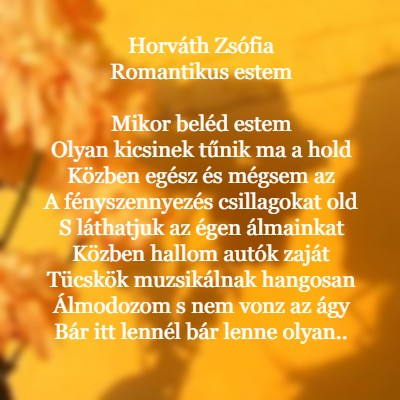 Horváth Zsófia
Romantikus estem
Mikor beléd estem
Olyan kicsinek tűnik ma a hold
Közben egész és mégsem az
A fényszennyezés csillagokat old
S láthatjuk az égen álmainkat
Közben hallom autók zaját
Tücskök muzsikálnak hangosan
Álmodozom s nem vonz az ágy
Bár itt lennél bár lenne olyan..